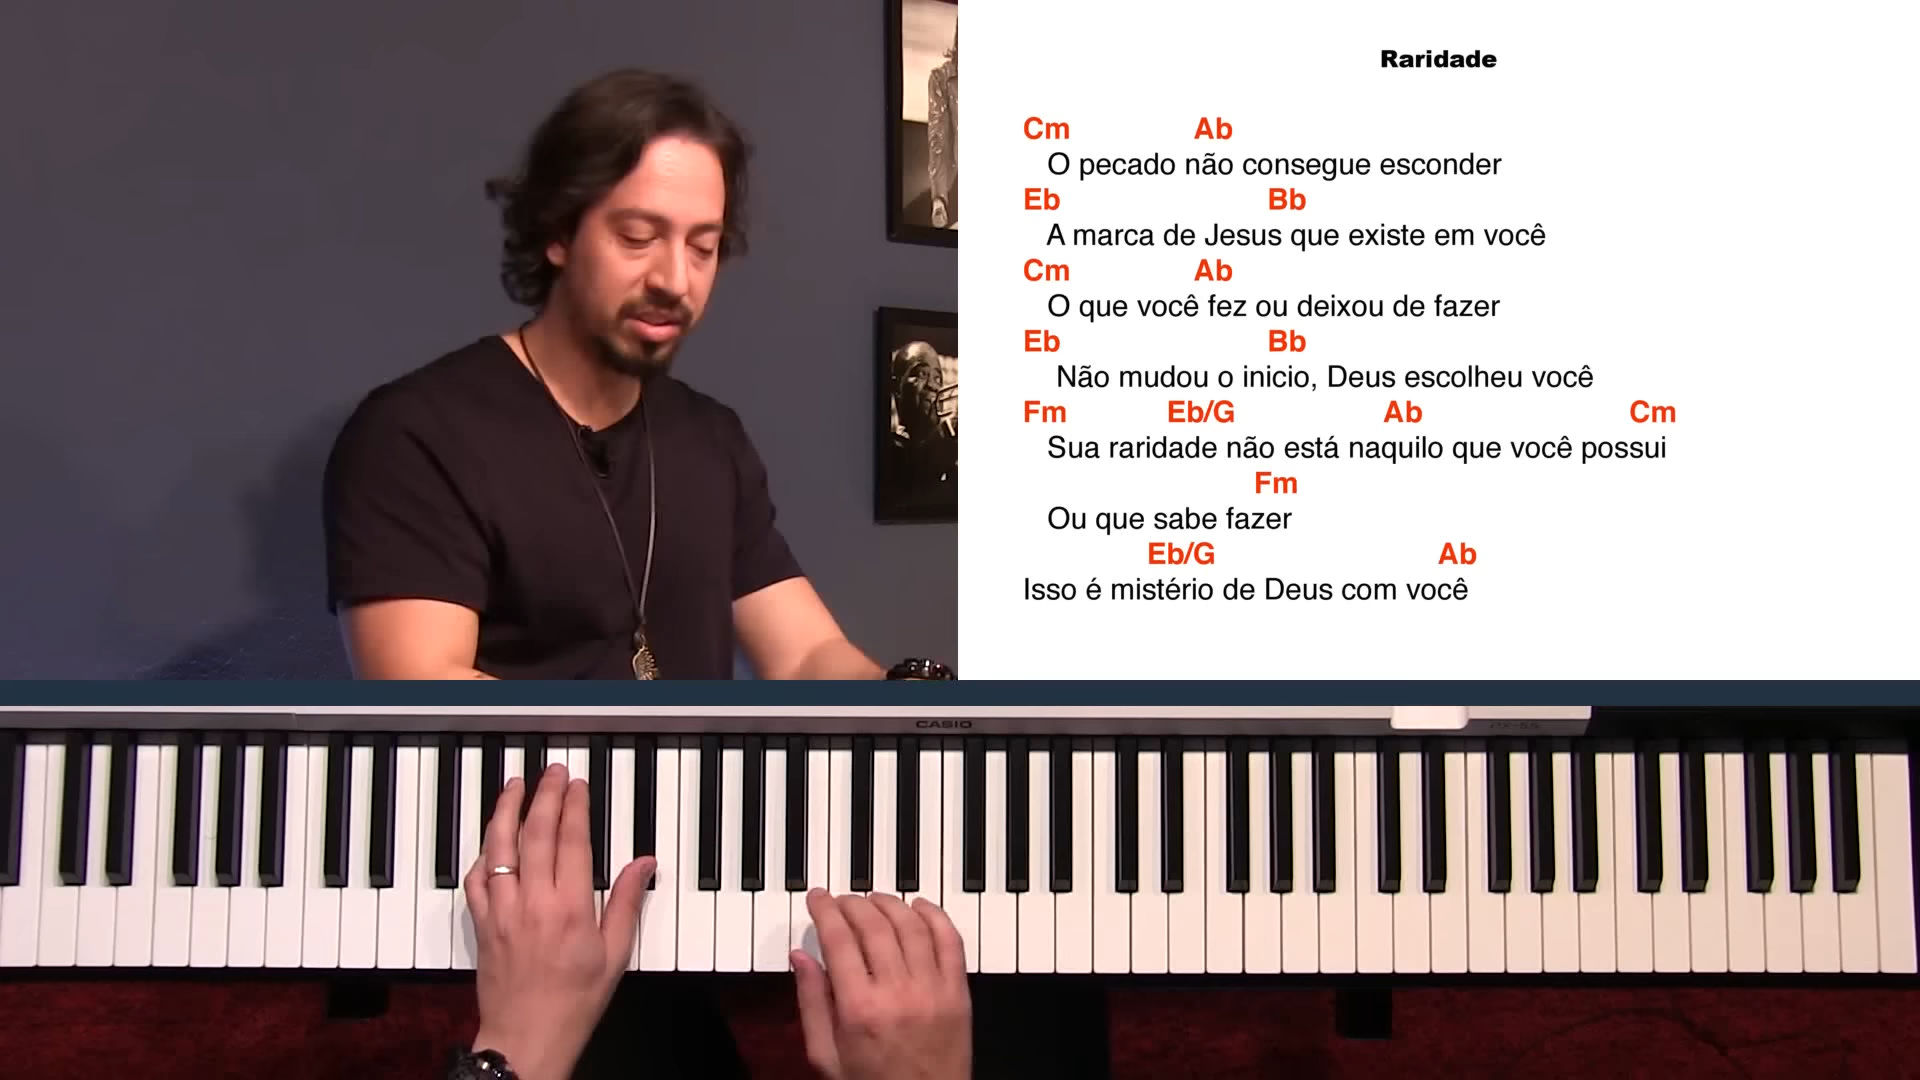 Raridade
Cm Ab
O pecado não consegue esconder
Eb Bb
A marca de Jesus que existe em você
Cm Ab
O que você fez ou deixou de fazer
Eb Bb
Não mudou o inicio, Deus escolheu você
Fm Eb/G Ab Cm
Sua raridade não está naquilo que você possui
Fm
Ou que sabe fazer
Eb/G Ab
Isso é mistério de Deus com você
CASIO